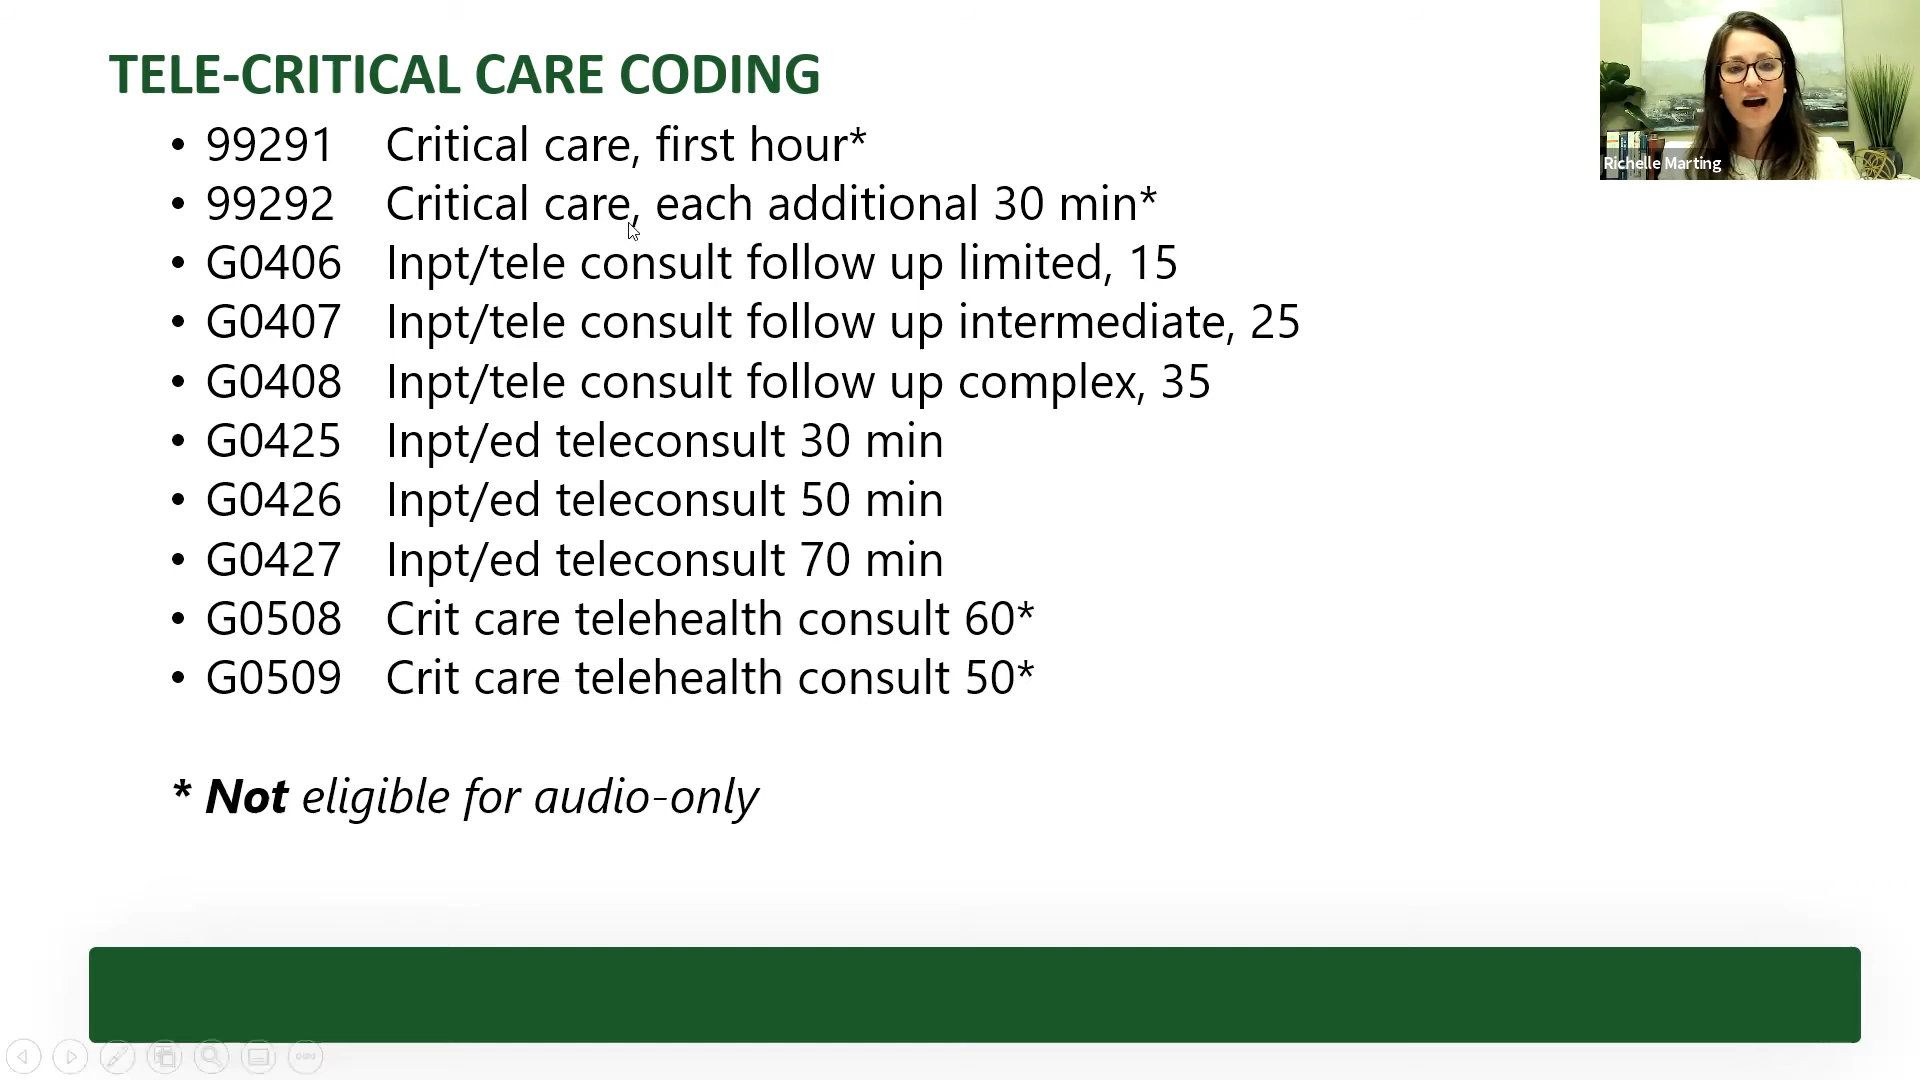 TELE-CRITICAL CARE CODING
• 99291 Critical care, first hour*
• 99292 Critical care, each additional 30 min*
• G0406 Inpt/tele consult follow up limited, 15
• G0407 Inpt/tele consult follow up intermediate, 25
• G0408 Inpt/tele consult follow up complex, 35
• G0425 Inpt/ed teleconsult 30 min
• G0426 Inpt/ed teleconsult 50 min
• G0427 Inpt/ed teleconsult 70 min
• G0508 Crit care telehealth consult 60*
• G0509 Crit care telehealth consult 50*
* Not eligible for audio-only
Richelle Marting